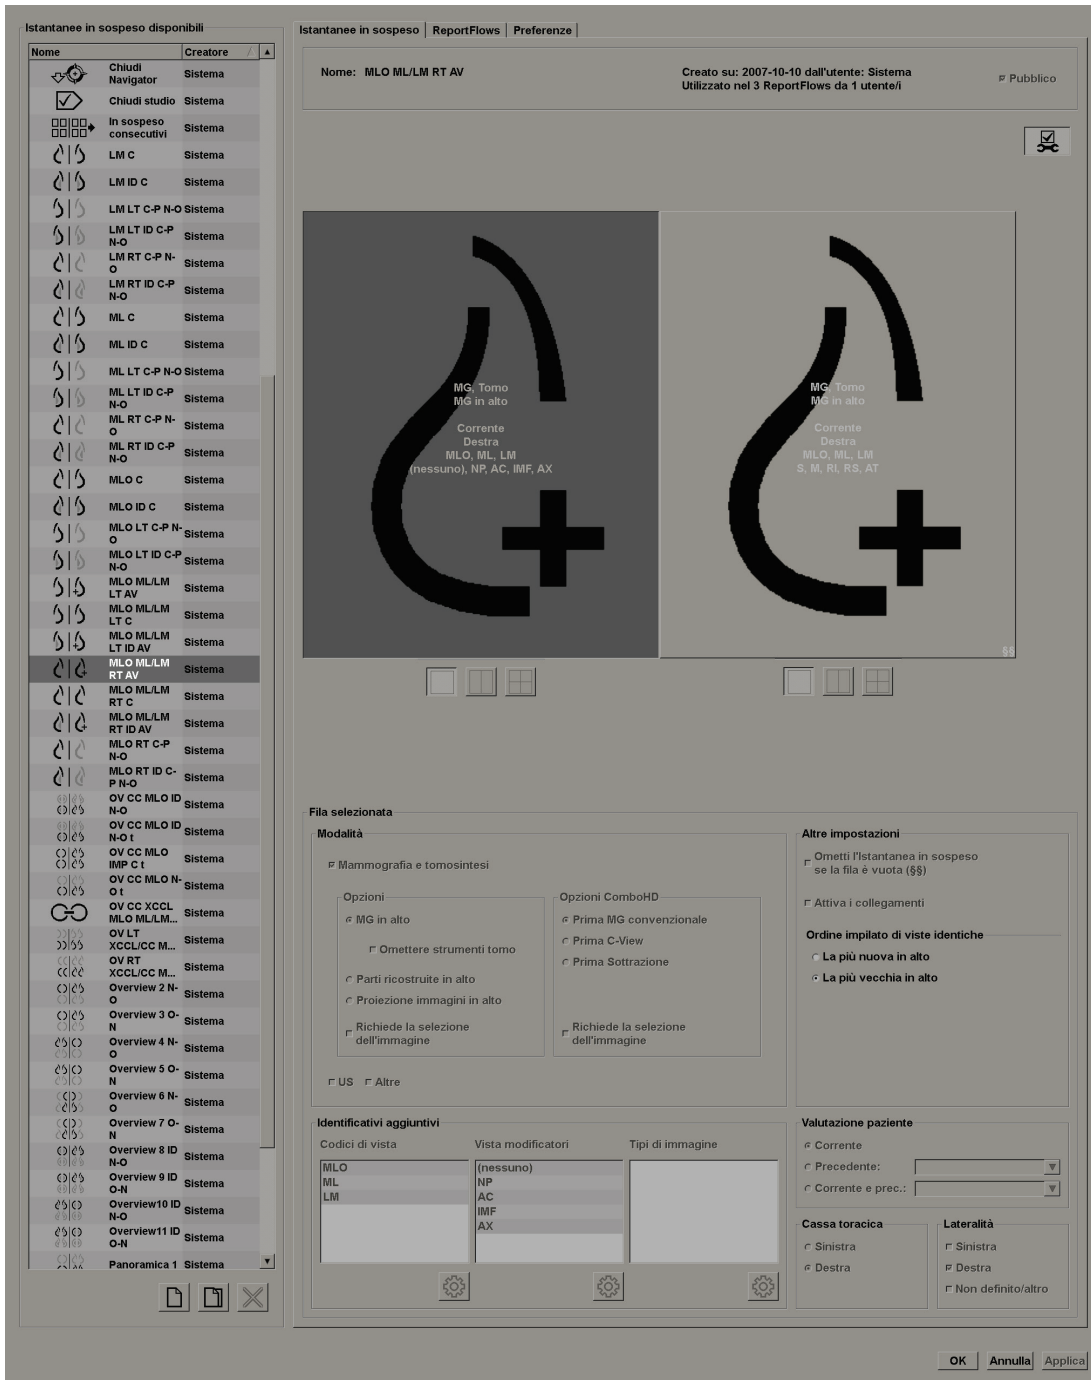 Istantanee in sospeso disponibili
Nome Creatore
Chiudi Navigator Sistema
Chiudi studio Sistema
In sospeso consecutivi Sistema
LM C Sistema
LM ID C Sistema
LM LT C-P N-O Sistema
LM LT ID C-P N-O Sistema
LM RT C-P N-O Sistema
LM RT ID C-P N-O Sistema
ML C Sistema
ML ID C Sistema
ML LT C-P N-O Sistema
ML LT ID C-P N-O Sistema
ML RT C-P N-O Sistema
ML RT ID C-P N-O Sistema
MLO C Sistema
MLO ID C Sistema
MLO LT C-P N-O Sistema
MLO LT ID C-P N-O Sistema
MLO ML/LM LT AV Sistema
MLO ML/LM LT C Sistema
MLO ML/LM LT ID AV Sistema
MLO ML/LM RT AV Sistema
MLO ML/LM RT C Sistema
MLO ML/LM RT ID AV Sistema
MLO RT C-P N-O Sistema
MLO RT ID C-P N-O Sistema
OV CC MLO ID N-O Sistema
OV CC MLO ID N-O t Sistema
OV CC MLO IMP C t Sistema
OV CC MLO N-O t Sistema
OV CC XCCL MLO ML/LM... Sistema
OV LT XCCL/CC M... Sistema
OV RT XCCL/CC M... Sistema
Overview 2 N-O Sistema
Overview 3 O-N Sistema
Overview 4 N-O Sistema
Overview 5 O-N Sistema
Overview 6 N-O Sistema
Overview 7 O-N Sistema
Overview 8 ID N-O Sistema
Overview 9 ID O-N Sistema
Overview10 ID N-O Sistema
Overview11 ID O-N Sistema
Panoramica 1 Sistema
Istantanee in sospeso ReportFlows Preferenze
Nome: MLO ML/LM RT AV
Creato su: 2007-10-10 dall'utente: Sistema
Utilizzato nel 3 ReportFlows da 1 utente/i
Pubblico
MG, Tomo
MG in alto
Corrente
Destra
MLO, ML, LM
(nessuno), NP, AC, IMF, AX
MG, Tomo
MG in alto
Corrente
Destra
MLO, ML, LM
S, M, RI, RS, AT
§§
Fila selezionata
Modalità
Mammografia e tomosintesi
Opzioni
MG in alto
Omettere strumenti tomo
Parti ricostruite in alto
Proiezione immagini in alto
Richiede la selezione
dell'immagine
Opzioni ComboHD
Prima MG convenzionale
Prima C-View
Prima Sottrazione
Richiede la selezione
dell'immagine
US Altre
Altre impostazioni
Ometti l'Istantanea in sospeso
se la fila é vuota (§§)
Attiva i collegamenti
Ordine impilato di viste identiche
La più nuova in alto
La più vecchia in alto
Identificativi aggiuntivi
Codici di vista
MLO
ML
LM
Vista modificatori
(nessuno)
NP
AC
IMF
AX
Tipi di immagine
Valutazione paziente
Corrente
Precedente:
Corrente e prec.:
Cassa toracica
Sinistra
Destra
Lateralità
Sinistra
Destra
Non definito/altro
OK Annulla Applica